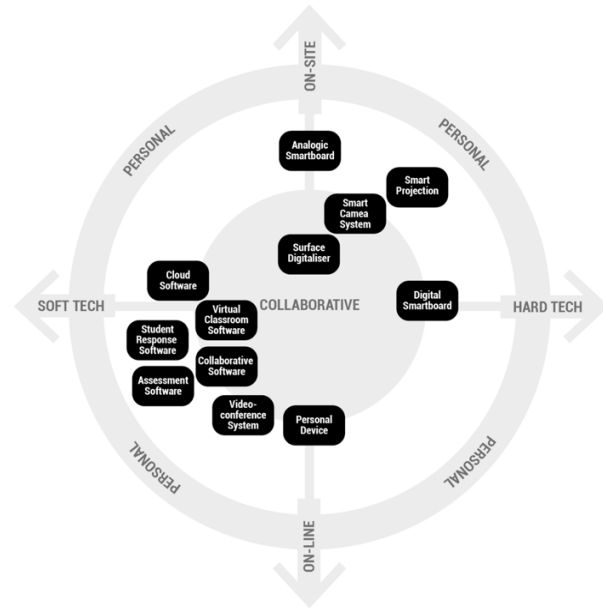 ON-SITE
PERSONAL
PERSONAL
Analogic
Smartboard
Smart
Projection
Smart
Camea
System
Surface
Digitaliser
Cloud
Software
SOFT TECH
COLLABORATIVE
Digital
Smartboard
HARD TECH
Virtual
Classroom
Software
Student
Response
Software
Collaborative
Software
Assessment
Software
Video-
conference
System
Personal
Device
PERSONAL
PERSONAL
ON-LINE